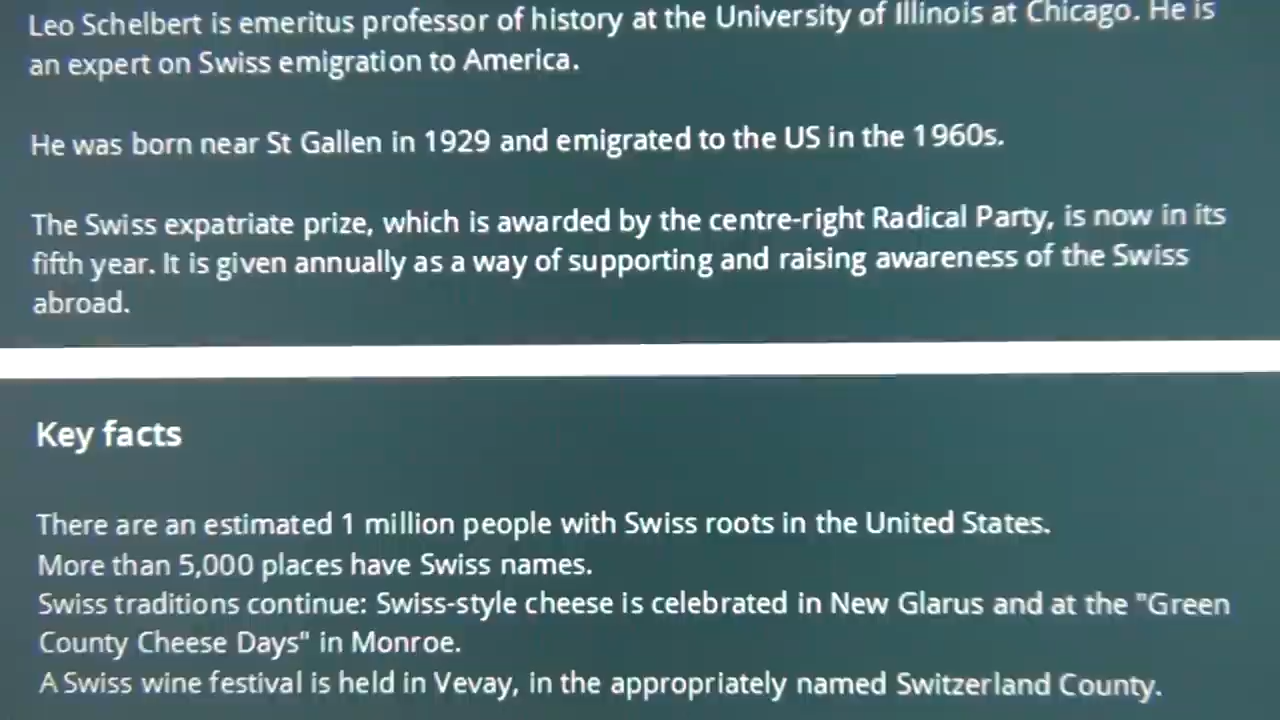 Leo Schelbert is emeritus professor of history at the University of Illinois at Chicago. He is
an expert on Swiss emigration to America.
He was born near St Gallen in 1929 and emigrated to the US in the 1960s.
The Swiss expatriate prize, which is awarded by the centre-right Radical Party, is now in its
fifth year. It is given annually as a way of supporting and raising awareness of the Swiss
abroad.
Key facts
There are an estimated 1 million people with Swiss roots in the United States.
More than 5,000 places have Swiss names.
Swiss traditions continue: Swiss-style cheese is celebrated in New Glarus and at the "Green
County Cheese Days" in Monroe.
A Swiss wine festival is held in Vevay, in the appropriately named Switzerland County.